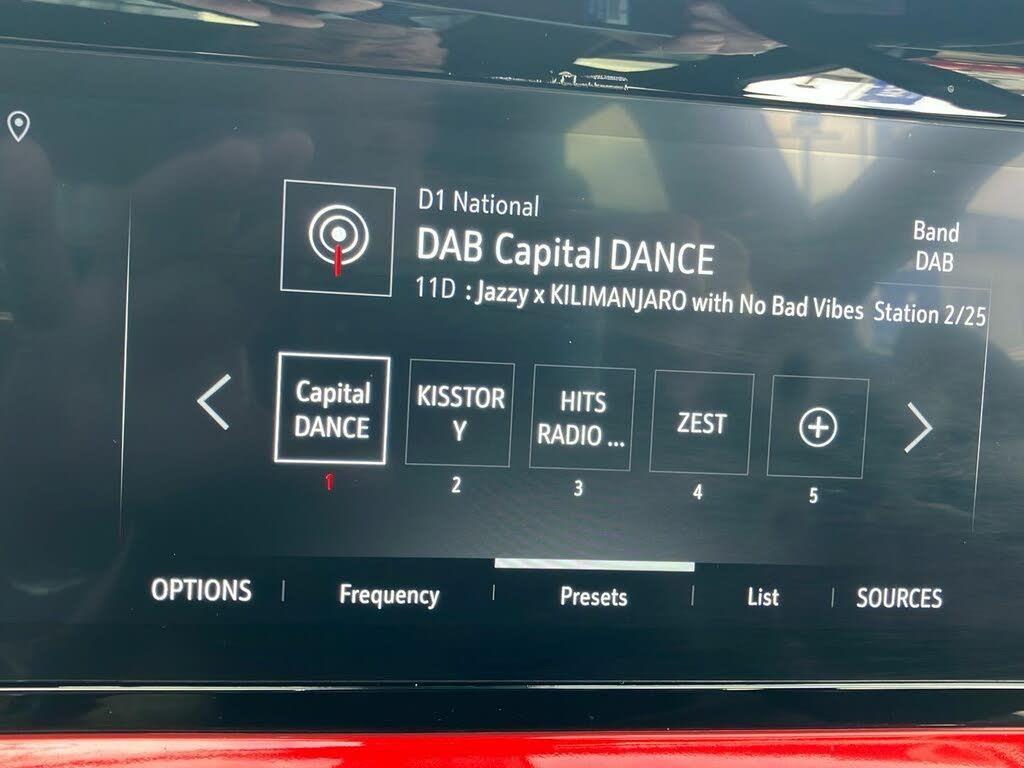 D1 National
DAB Capital DANCE
11D : Jazzy x KILIMANJARO with No Bad Vibes
Band
DAB
Station 2/25
Capital
DANCE
1
KISSTOR
Y
2
HITS
RADIO ...
3
ZEST
4
5
OPTIONS
Frequency
Presets
List
SOURCES